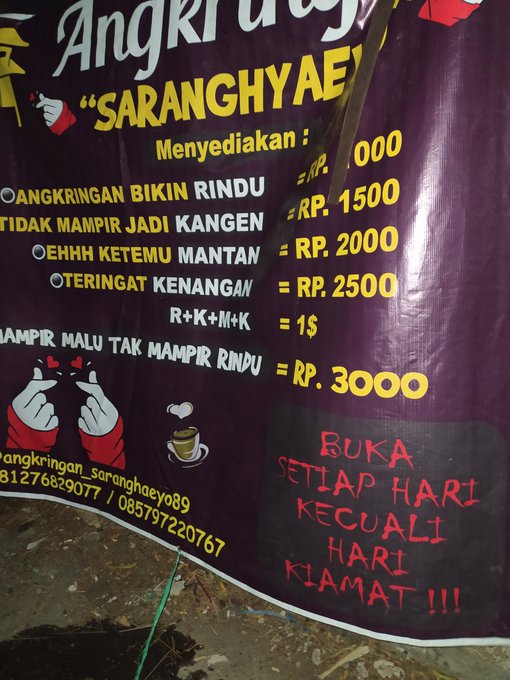 Angkring
"SARANGHYAE
Menyediakan :
ANGKRINGAN BIKIN RINDU = RP. 000
TIDAK MAMPIR JADI KANGEN = RP. 1500
EHHH KETEMU MANTAN = RP. 2000
TERINGAT KENANGAN = RP. 2500
R+K+M+K = 1$
MAMPIR MALU TAK MAMPIR RINDU = RP. 3000
@angkringan_saranghaeyo89
81276829077 / 085797220767
BUKA
SETIAP HARI
KECUALI
HARI
KIAMAT !!!